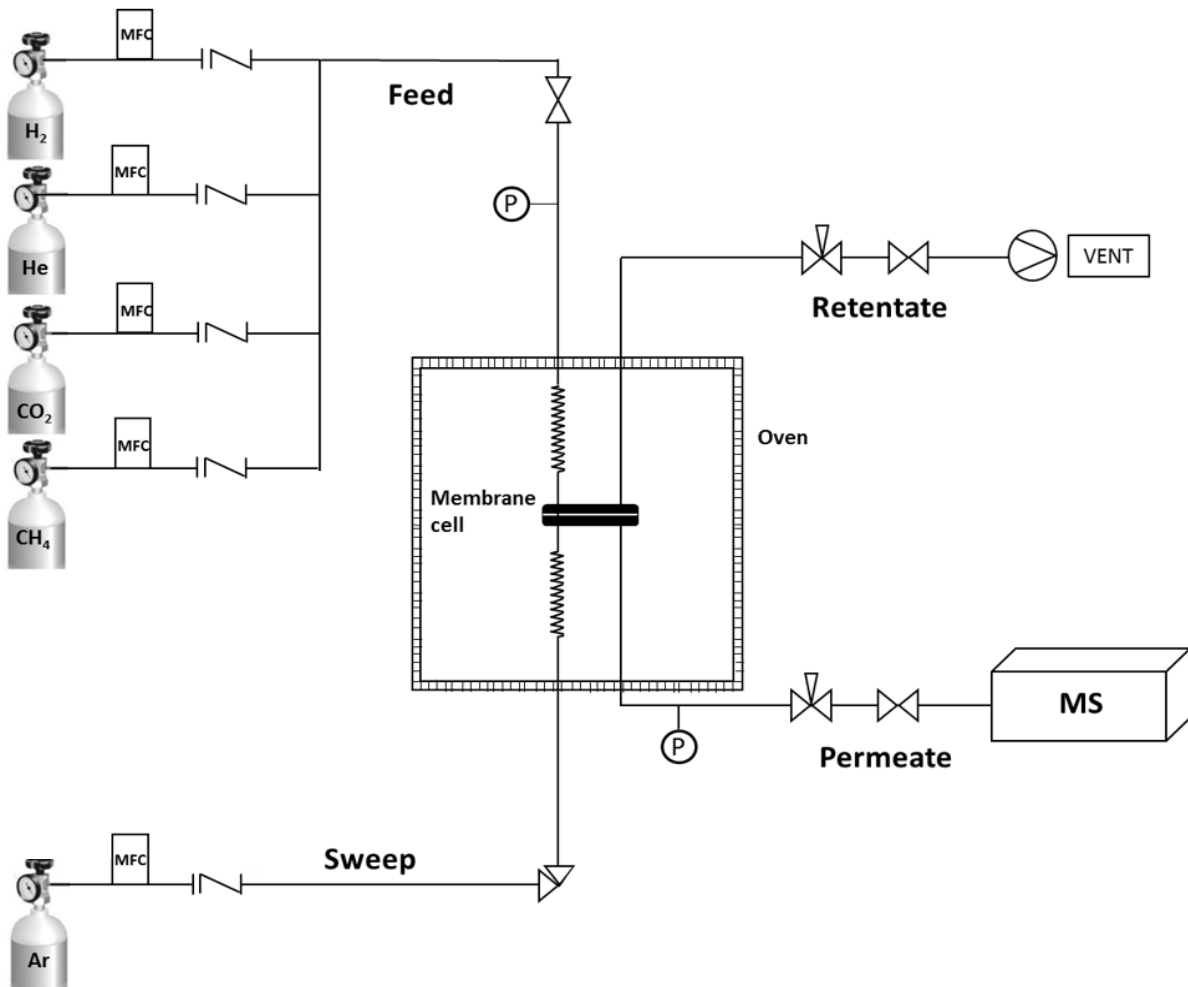 MFC
H₂
Feed
MFC
He
P
VENT
Retentate
MFC
CO₂
MFC
CH₄
Oven
Membrane
cell
MS
P
Permeate
MFC
Sweep
Ar